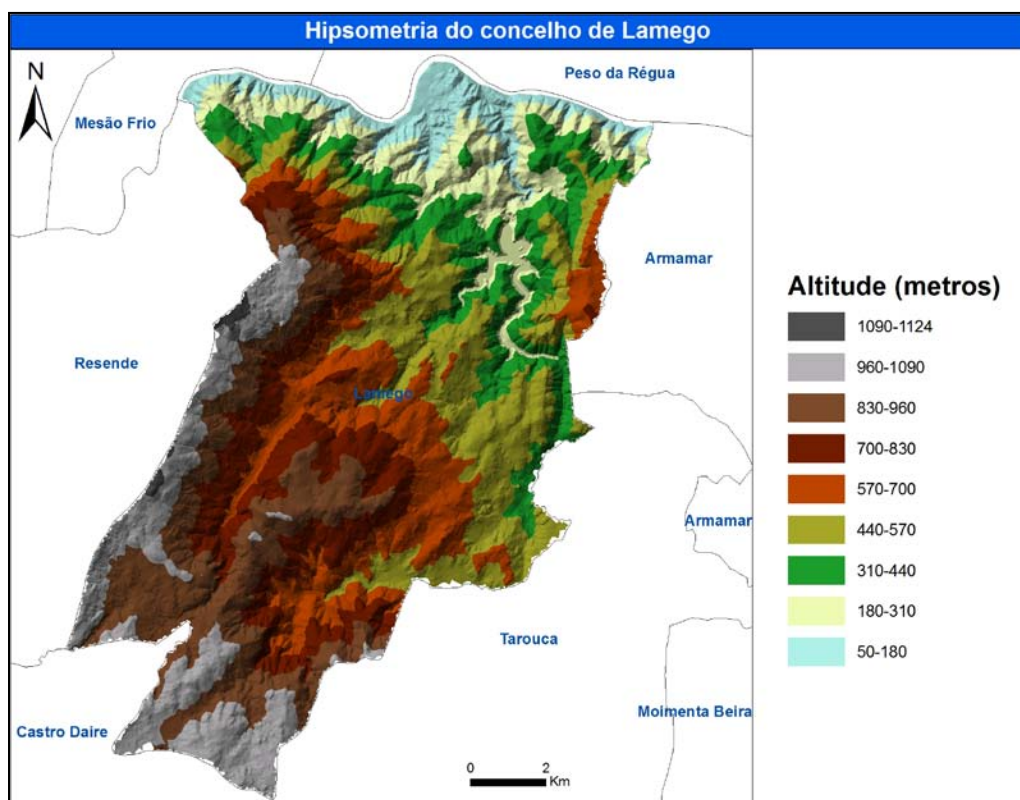 Hipsometria do concelho de Lamego
N
Peso da Régua
Mesão Frio
Armamar
Resende
Lamego
Armamar
Tarouca
Moimenta Beira
Castro Daire
0 2
Km
Altitude (metros)
1090-1124
960-1090
830-960
700-830
570-700
440-570
310-440
180-310
50-180